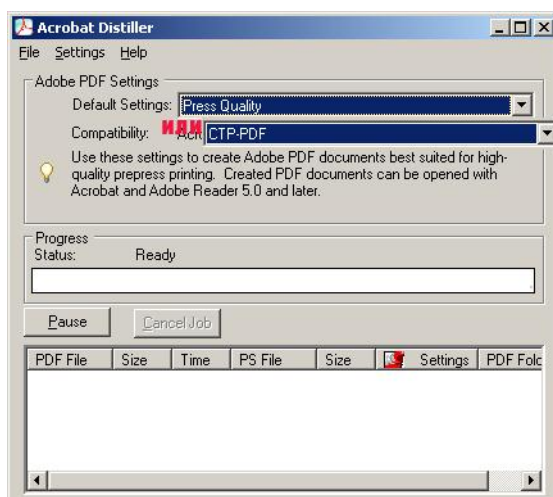 Acrobat Distiller
File Settings Help
Adobe PDF Settings
Default Settings: Press Quality
Compatibility: или CTP-PDF
Use these settings to create Adobe PDF documents best suited for high-
quality prepress printing. Created PDF documents can be opened with
Acrobat and Adobe Reader 5.0 and later.
Progress
Status: Ready
Pause Cancel Job
PDF File Size Time PS File Size Settings PDF Folc